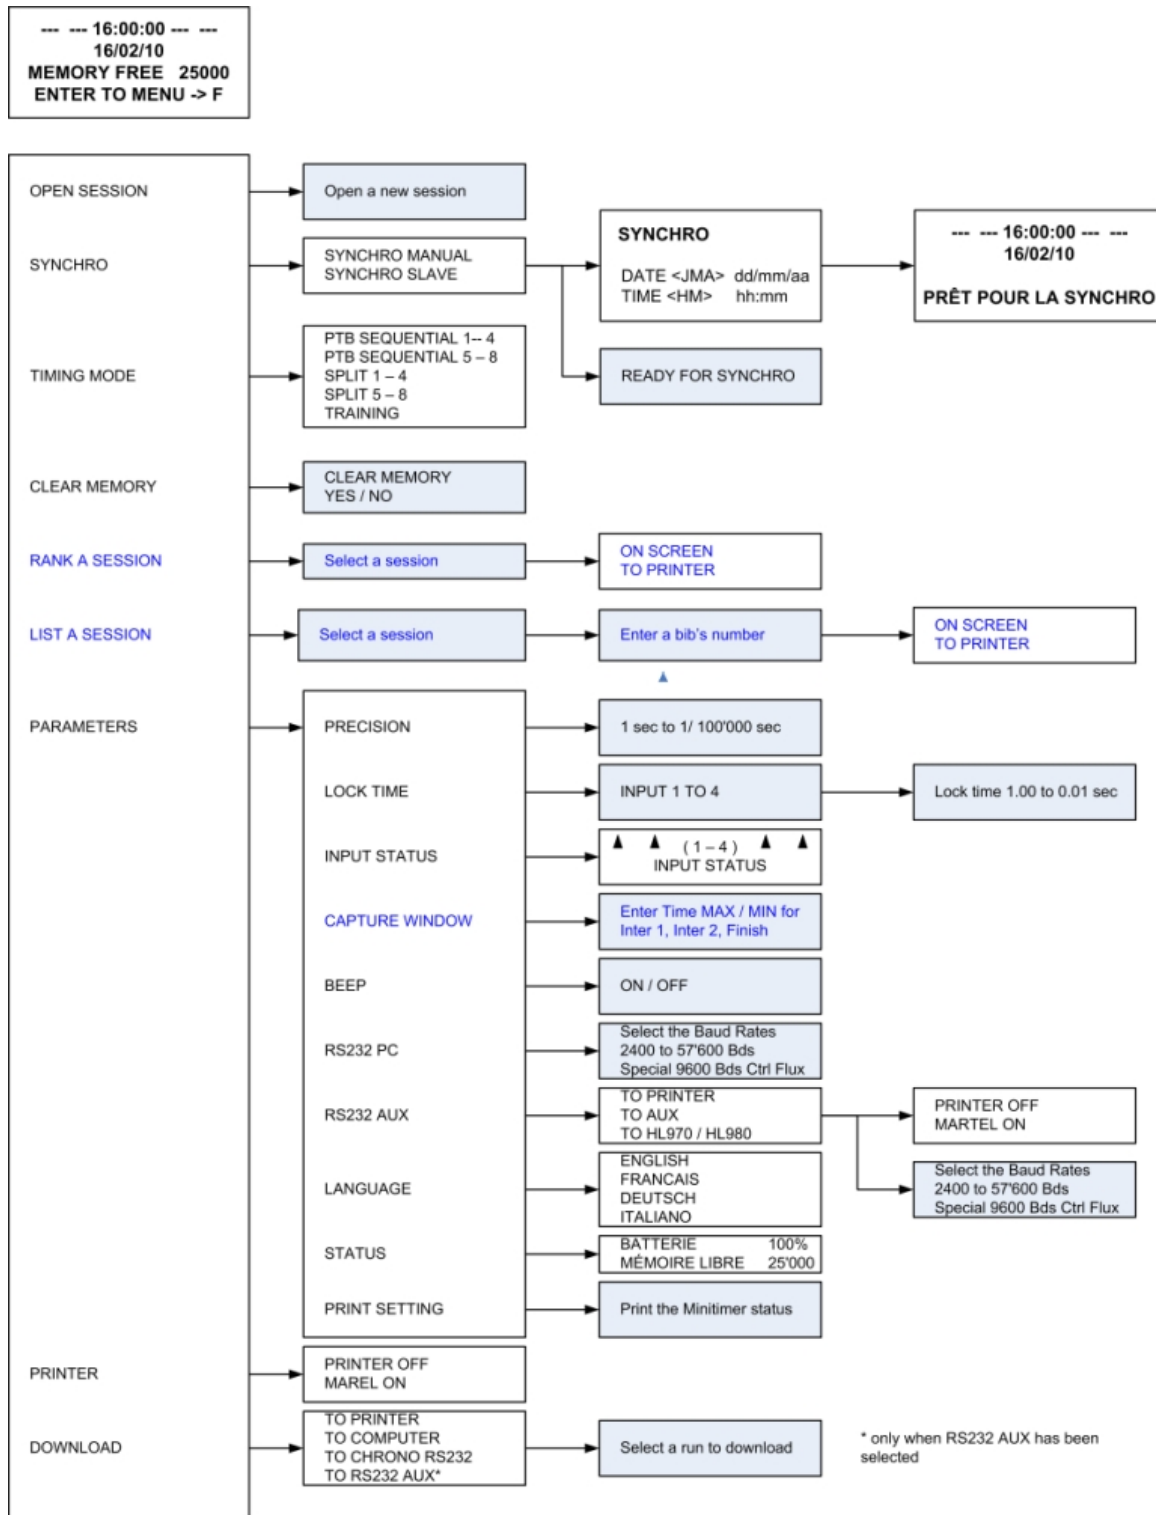 --- --- 16:00:00 --- ---
16/02/10
MEMORY FREE 25000
ENTER TO MENU -> F
OPEN SESSION
Open a new session
SYNCHRO
SYNCHRO MANUAL
SYNCHRO SLAVE
SYNCHRO
DATE <JMA> dd/mm/aa
TIME <HM> hh:mm
--- --- 16:00:00 --- ---
16/02/10
PRÊT POUR LA SYNCHRO
READY FOR SYNCHRO
TIMING MODE
PTB SEQUENTIAL 1-- 4
PTB SEQUENTIAL 5 – 8
SPLIT 1 – 4
SPLIT 5 – 8
TRAINING
CLEAR MEMORY
CLEAR MEMORY
YES / NO
RANK A SESSION
Select a session
ON SCREEN
TO PRINTER
LIST A SESSION
Select a session
Enter a bib's number
ON SCREEN
TO PRINTER
PARAMETERS
PRECISION
1 sec to 1/ 100'000 sec
LOCK TIME
INPUT 1 TO 4
Lock time 1.00 to 0.01 sec
INPUT STATUS
( 1 – 4 )
INPUT STATUS
CAPTURE WINDOW
Enter Time MAX / MIN for
Inter 1, Inter 2, Finish
BEEP
ON / OFF
RS232 PC
Select the Baud Rates
2400 to 57'600 Bds
Special 9600 Bds Ctrl Flux
RS232 AUX
TO PRINTER
TO AUX
TO HL970 / HL980
PRINTER OFF
MARTEL ON
Select the Baud Rates
2400 to 57'600 Bds
Special 9600 Bds Ctrl Flux
LANGUAGE
ENGLISH
FRANCAIS
DEUTSCH
ITALIANO
STATUS
BATTERIE 100%
MÉMOIRE LIBRE 25'000
PRINT SETTING
Print the Minitimer status
PRINTER
PRINTER OFF
MAREL ON
DOWNLOAD
TO PRINTER
TO COMPUTER
TO CHRONO RS232
TO RS232 AUX*
Select a run to download
* only when RS232 AUX has been
selected